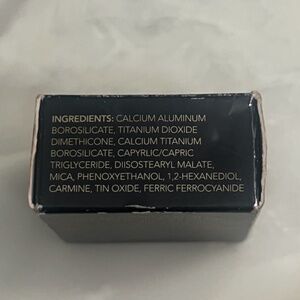 INGREDIENTS: CALCIUM ALUMINUM
BOROSILICATE, TITANIUM DIOXIDE
DIMETHICONE, CALCIUM TITANIUM
BOROSILICATE, CAPYRLIC/CAPRIC
TRIGLYCERIDE, DIISOSTEARYL MALATE,
MICA, PHENOXYETHANOL, 1,2-HEXANEDIOL,
CARMINE, TIN OXIDE, FERRIC FERROCYANIDE